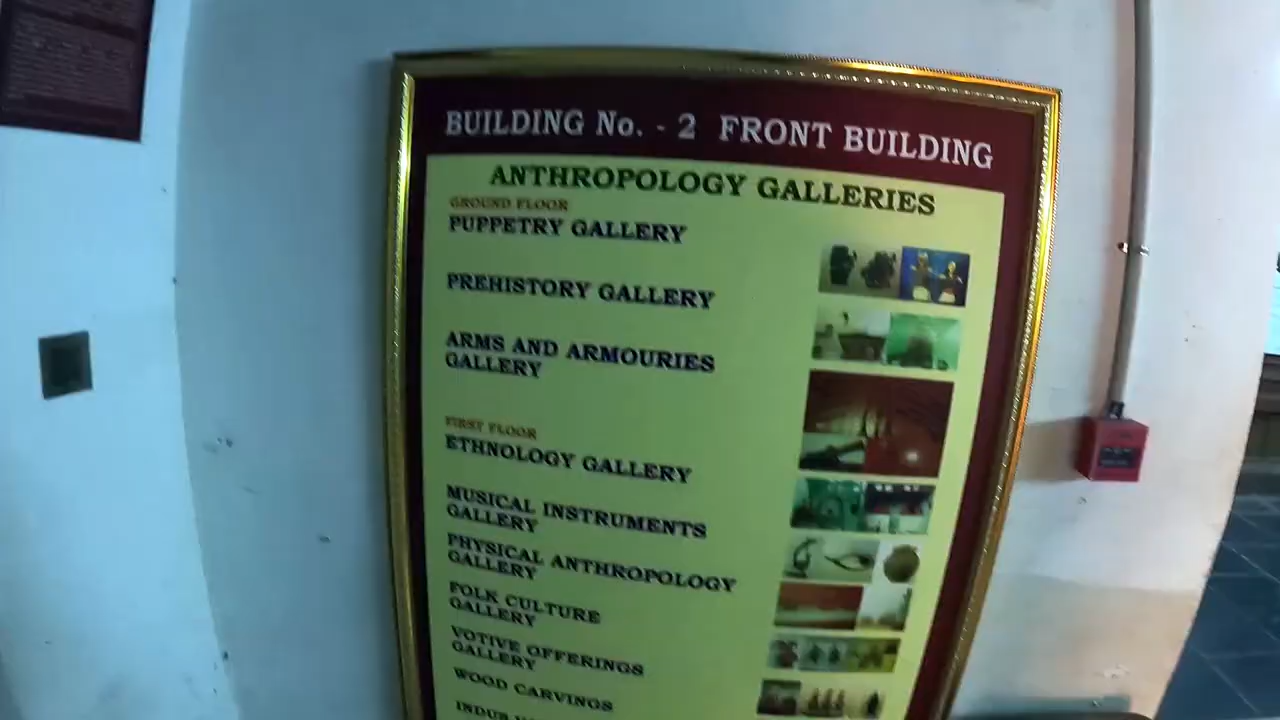 BUILDING No. - 2 FRONT BUILDING
ANTHROPOLOGY GALLERIES
GROUND FLOOR
PUPPETRY GALLERY
PREHISTORY GALLERY
ARMS AND ARMOURIES
GALLERY
FIRST FLOOR
ETHNOLOGY GALLERY
MUSICAL INSTRUMENTS
GALLERY
PHYSICAL ANTHROPOLOGY
GALLERY
FOLK CULTURE
GALLERY
VOTIVE OFFERINGS
GALLERY
WOOD CARVINGS